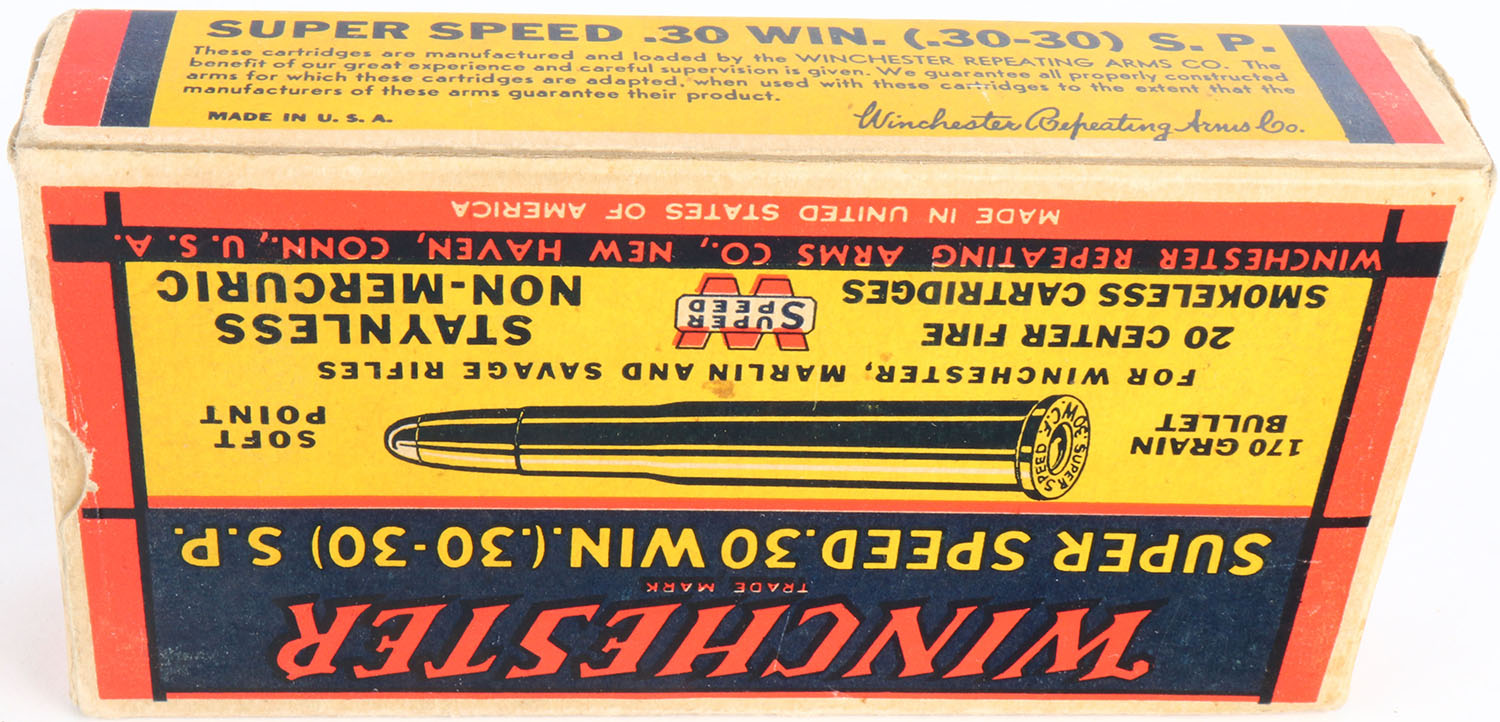 SUPER SPEED .30 WIN. (.30-30) S. P.
These cartridges are manufactured and loaded by the WINCHESTER REPEATING ARMS CO. The
benefit of our great experience and careful supervision is given. We guarantee all properly constructed
arms for which these cartridges are adapted, when used with these cartridges to the extent that the
manufacturers of these arms guarantee their product.
MADE IN U. S. A.
Winchester Repeating Arms Co.
WINCHESTER
TRADE MARK
SUPER SPEED .30 WIN. (.30-30) S.P.
170 GRAIN
BULLET
SUPER SPEED .30 W.C.F.
SOFT
POINT
FOR WINCHESTER, MARLIN AND SAVAGE RIFLES
20 CENTER FIRE
SMOKELESS CARTRIDGES
W
SUPER
SPEED
STAYNLESS
NON-MERCURIC
WINCHESTER REPEATING ARMS CO., NEW HAVEN, CONN., U. S. A.
MADE IN UNITED STATES OF AMERICA